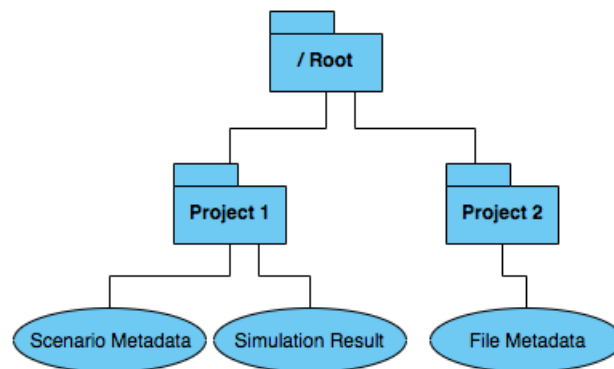 / Root
Project 1
Project 2
Scenario Metadata
Simulation Result
File Metadata